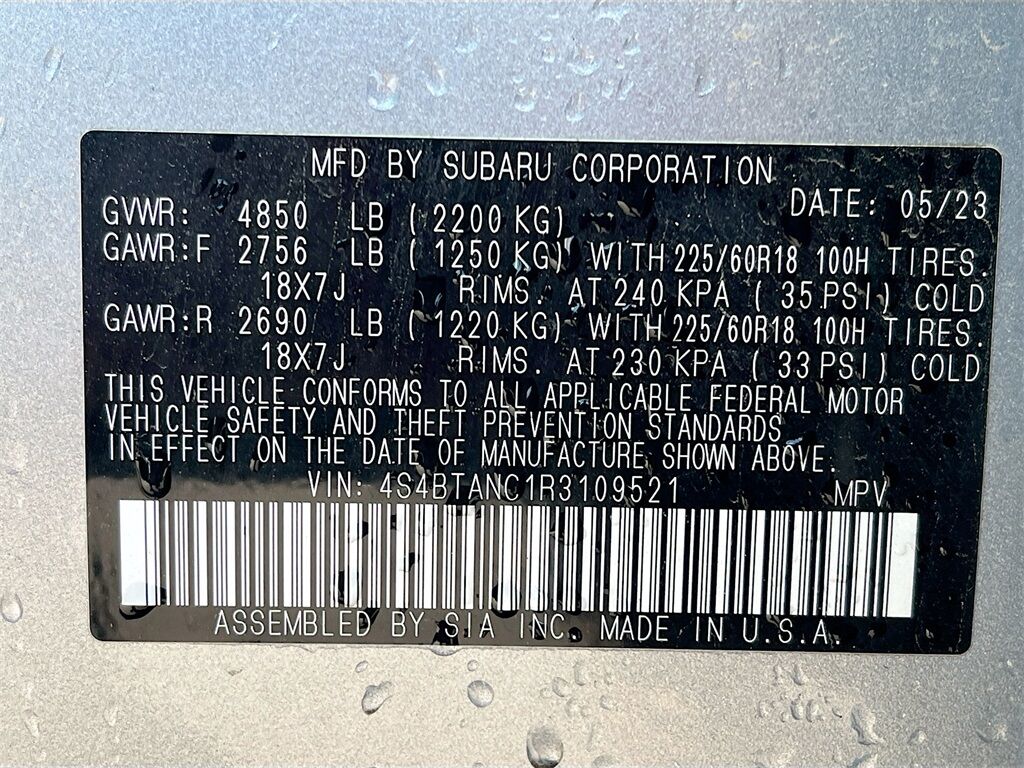 MFD BY SUBARU CORPORATION
DATE: 05/23
GVWR: 4850 LB ( 2200 KG)
GAWR:F 2756 LB ( 1250 KG) WITH 225/60R18 100H TIRES.
18X7J RIMS. AT 240 KPA ( 35 PSI) COLD
GAWR:R 2690 LB ( 1220 KG) WITH 225/60R18 100H TIRES.
18X7J RIMS. AT 230 KPA ( 33 PSI) COLD
THIS VEHICLE CONFORMS TO ALL APPLICABLE FEDERAL MOTOR
VEHICLE SAFETY AND THEFT PREVENTION STANDARDS
IN EFFECT ON THE DATE OF MANUFACTURE SHOWN ABOVE.
VIN: 4S4BTANC1R3109521 MPV
ASSEMBLED BY SIA INC. MADE IN U.S.A.